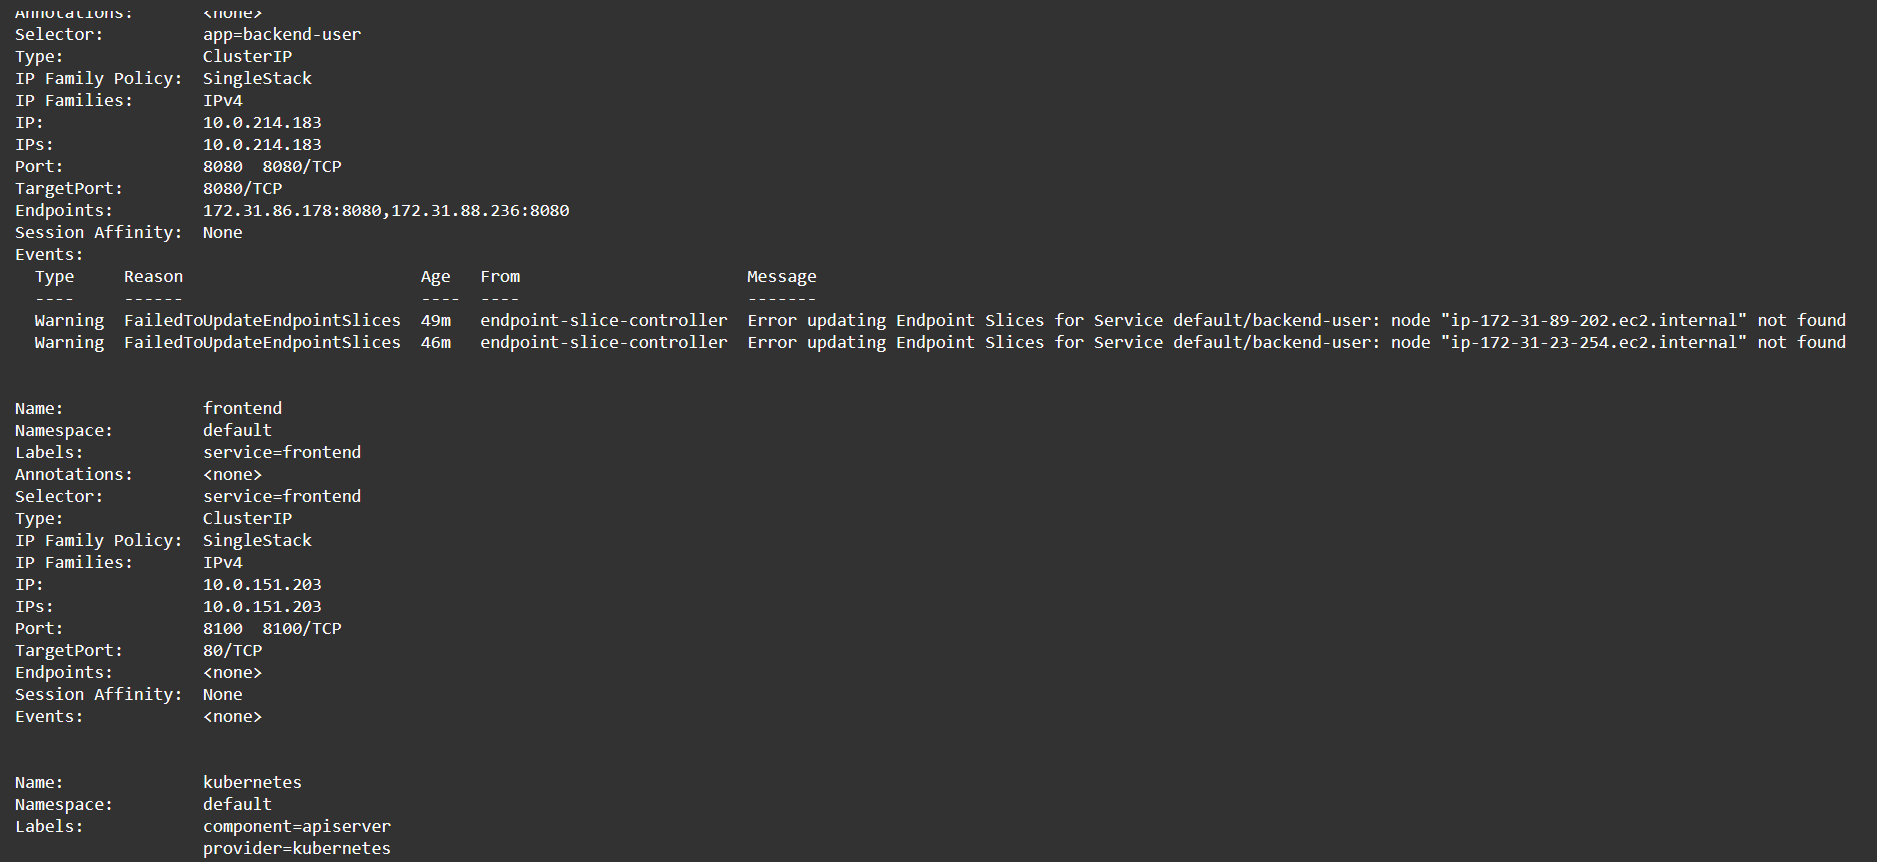 Annotations:       <none>
Selector:          app=backend-user
Type:              ClusterIP
IP Family Policy:  SingleStack
IP Families:       IPv4
IP:                10.0.214.183
IPs:               10.0.214.183
Port:              8080  8080/TCP
TargetPort:        8080/TCP
Endpoints:         172.31.86.178:8080,172.31.88.236:8080
Session Affinity:  None
Events:
  Type     Reason                        Age   From                       Message
  ----     ------                        ----  ----                       -------
  Warning  FailedToUpdateEndpointSlices  49m   endpoint-slice-controller  Error updating Endpoint Slices for Service default/backend-user: node "ip-172-31-89-202.ec2.internal" not found
  Warning  FailedToUpdateEndpointSlices  46m   endpoint-slice-controller  Error updating Endpoint Slices for Service default/backend-user: node "ip-172-31-23-254.ec2.internal" not found
Name:              frontend
Namespace:         default
Labels:            service=frontend
Annotations:       <none>
Selector:          service=frontend
Type:              ClusterIP
IP Family Policy:  SingleStack
IP Families:       IPv4
IP:                10.0.151.203
IPs:               10.0.151.203
Port:              8100  8100/TCP
TargetPort:        80/TCP
Endpoints:         <none>
Session Affinity:  None
Events:            <none>
Name:              kubernetes
Namespace:         default
Labels:            component=apiserver
                   provider=kubernetes